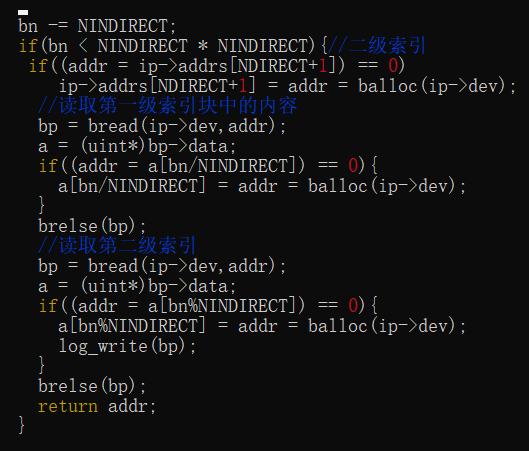 bn -= NINDIRECT;
if(bn < NINDIRECT * NINDIRECT){//二级索引
 if((addr = ip->addrs[NDIRECT+1]) == 0)
    ip->addrs[NDIRECT+1] = addr = balloc(ip->dev);
  //读取第一级索引块中的内容
  bp = bread(ip->dev,addr);
  a = (uint*)bp->data;
  if((addr = a[bn/NINDIRECT]) == 0){
    a[bn/NINDIRECT] = addr = balloc(ip->dev);
  }
  brelse(bp);
  //读取第二级索引
  bp = bread(ip->dev,addr);
  a = (uint*)bp->data;
  if((addr = a[bn%NINDIRECT]) == 0){
    a[bn%NINDIRECT] = addr = balloc(ip->dev);
    log_write(bp);
  }
  brelse(bp);
  return addr;
}